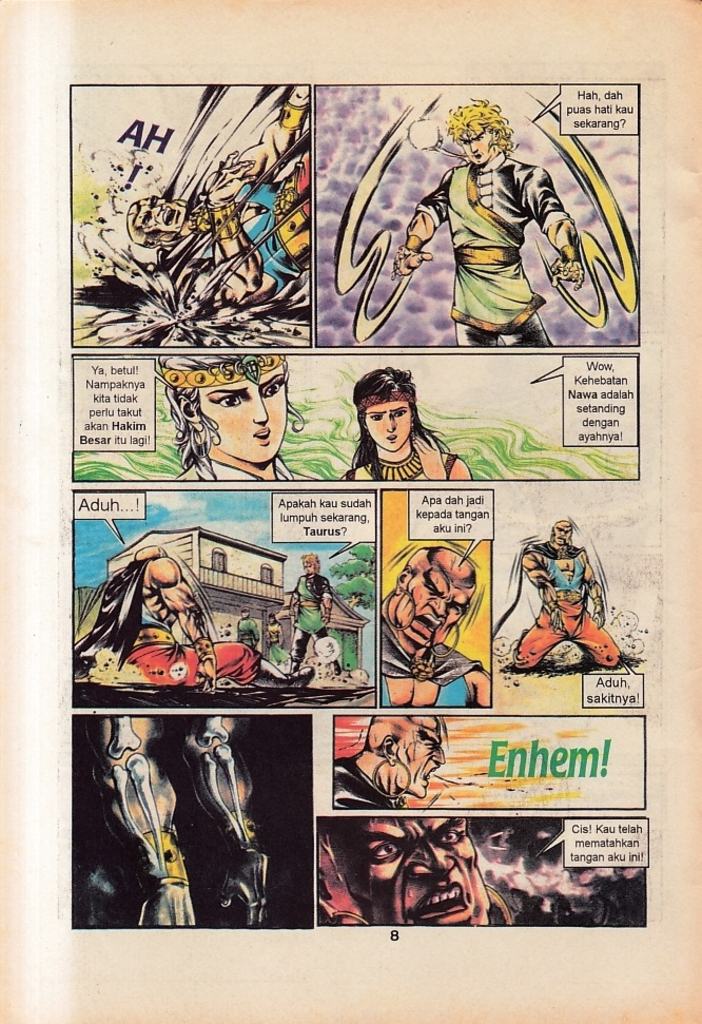 AH
!
Hah, dah
puas hati kau
sekarang?
Ya, betul!
Nampaknya
kita tidak
perlu takut
akan Hakim
Besar itu lagi!
Wow,
Kehebatan
Nawa adalah
setanding
dengan
ayahnya!
Aduh...!
Apakah kau sudah
lumpuh sekarang,
Taurus?
Apa dah jadi
kepada tangan
aku ini?
Aduh,
sakitnya!
Enhem!
Cis! Kau telah
mematahkan
tangan aku ini!
8